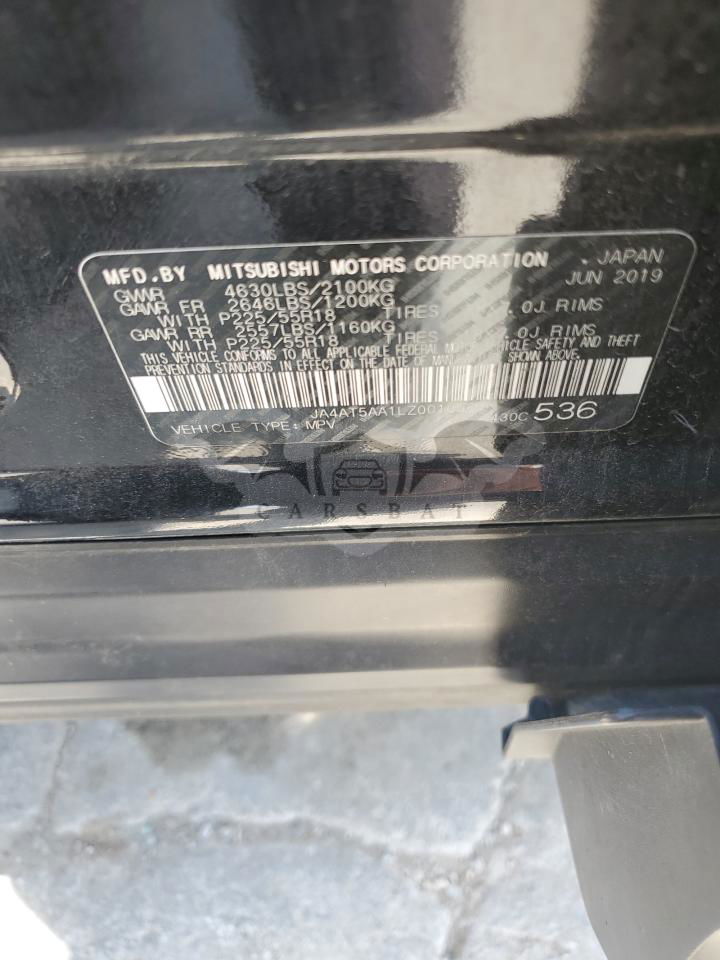 MFD.BY MITSUBISHI MOTORS CORPORATION . JAPAN
GVWR 4630LBS/2100KG JUN 2019
GAWR FR 2646LBS/1200KG
WITH P225/55R18 TIRES .0J RIMS
GAWR RR 2557LBS/1160KG
WITH P225/55R18 TIRES .0J RIMS
THIS VEHICLE CONFORMS TO ALL APPLICABLE FEDERAL MOTOR VEHICLE SAFETY AND THEFT
PREVENTION STANDARDS IN EFFECT ON THE DATE OF MANUFACTURE SHOWN ABOVE.
430C 536
VEHICLE TYPE: MPV
CARSBAT